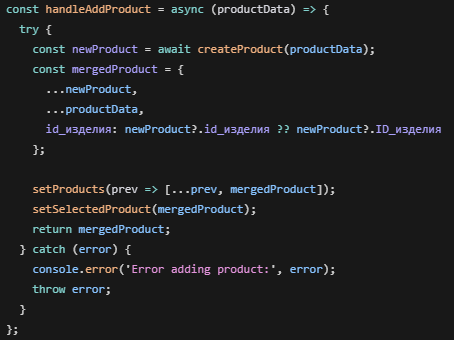 const handleAddProduct = async (productData) => {
  try {
    const newProduct = await createProduct(productData);
    const mergedProduct = {
      ...newProduct,
      ...productData,
      id_изделия: newProduct?.id_изделия ?? newProduct?.ID_изделия
    };

    setProducts(prev => [...prev, mergedProduct]);
    setSelectedProduct(mergedProduct);
    return mergedProduct;
  } catch (error) {
    console.error('Error adding product:', error);
    throw error;
  }
};